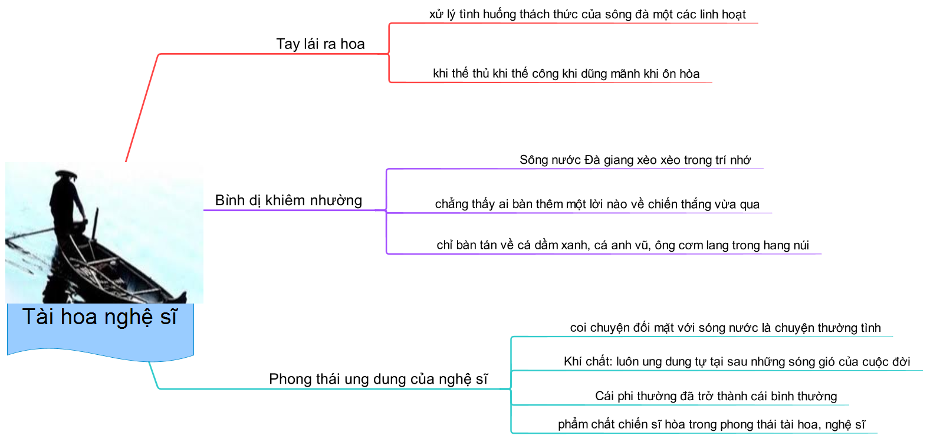 Tài hoa nghệ sĩ
Tay lái ra hoa
xử lý tình huống thách thức của sông đà một các linh hoạt
khi thế thủ khi thế công khi dũng mãnh khi ôn hòa
Bình dị khiêm nhường
Sông nước Đà giang xèo xèo trong trí nhớ
chẳng thấy ai bàn thêm một lời nào về chiến thắng vừa qua
chỉ bàn tán về cá dầm xanh, cá anh vũ, ông cơm lang trong hang núi
Phong thái ung dung của nghệ sĩ
coi chuyện đối mặt với sóng nước là chuyện thường tình
Khí chất: luôn ung dung tự tại sau những sóng gió của cuộc đời
Cái phi thường đã trở thành cái bình thường
phẩm chất chiến sĩ hòa trong phong thái tài hoa, nghệ sĩ